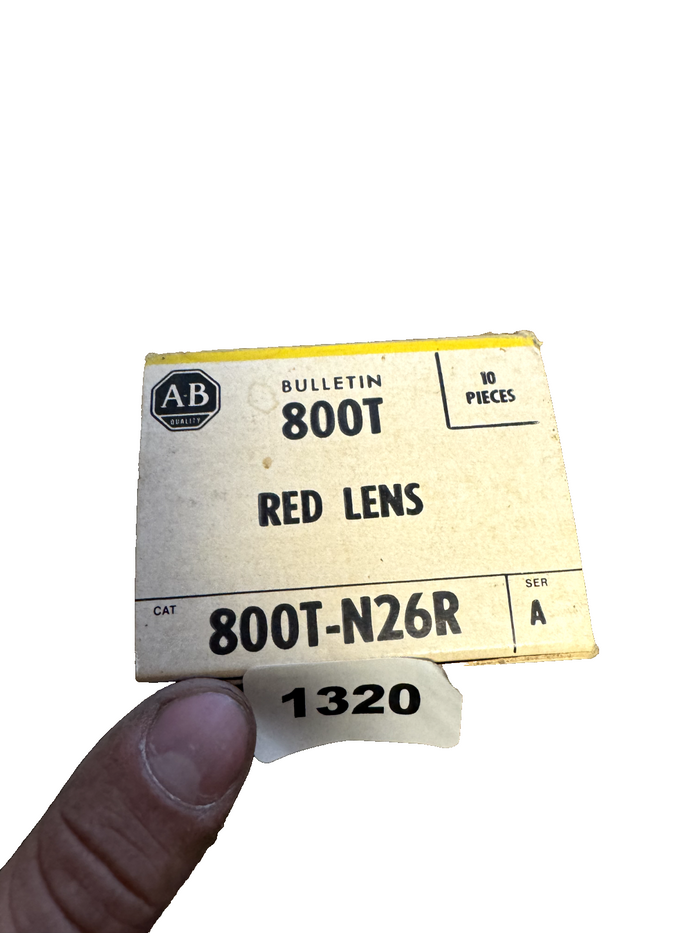 A·B
QUALITY
BULLETIN
800T
10
PIECES
RED LENS
CAT
800T-N26R
SER
A
1320